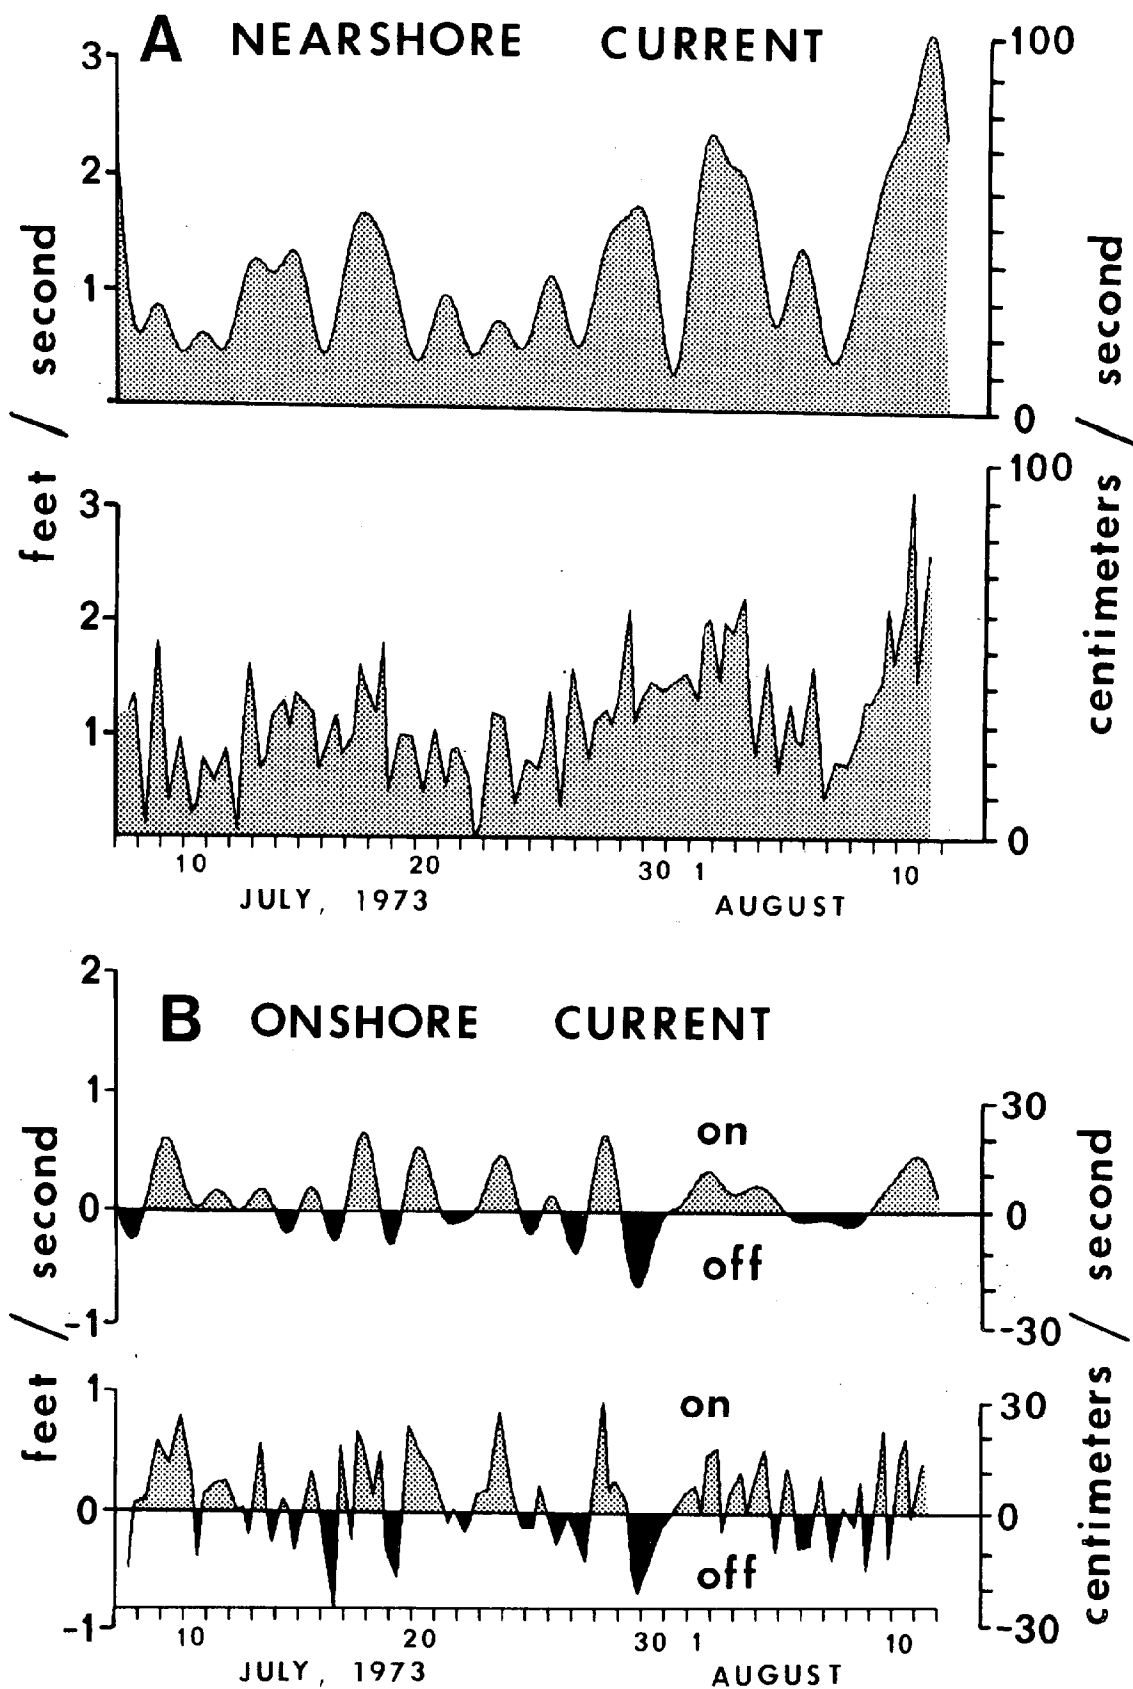 A NEARSHORE CURRENT
3
2
1
100
0
feet / second
centimeters / second
3
2
1
100
0
10 20 30 1 10
JULY, 1973 AUGUST
B ONSHORE CURRENT
2
1
0
-1
on
off
30
0
-30
feet / second
centimeters / second
1
0
-1
on
off
30
0
-30
10 20 30 1 10
JULY, 1973 AUGUST